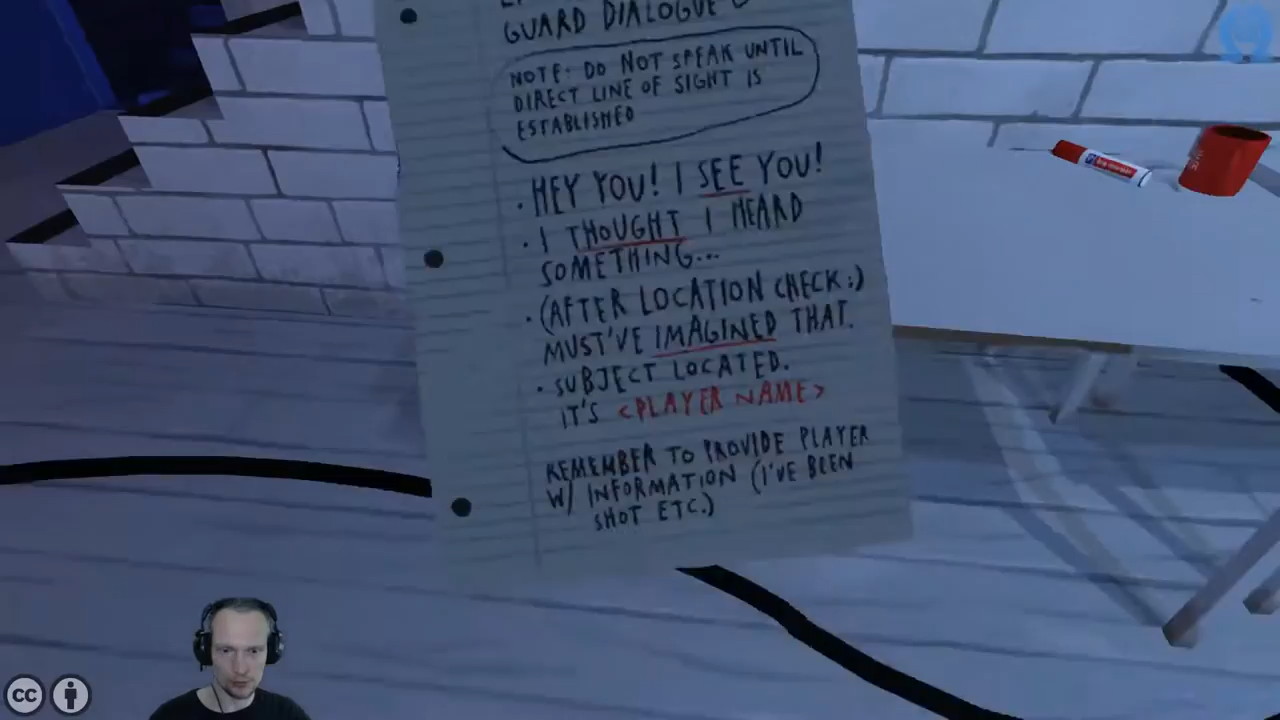 GUARD DIALOGUE
NOTE: DO NOT SPEAK UNTIL
DIRECT LINE OF SIGHT IS
ESTABLISHED
• HEY YOU! I SEE YOU!
• I THOUGHT I HEARD
SOMETHING...
• (AFTER LOCATION CHECK:)
MUST'VE IMAGINED THAT.
• SUBJECT LOCATED.
IT'S <PLAYER NAME>
REMEMBER TO PROVIDE PLAYER
W/ INFORMATION (I'VE BEEN
SHOT ETC.)
cc